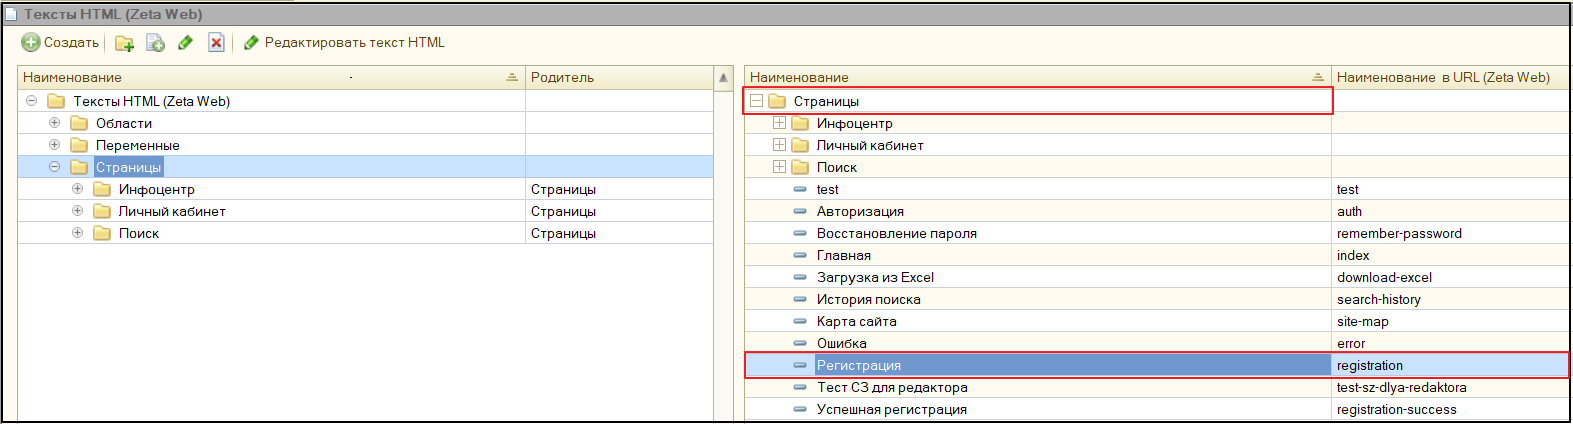 Тексты HTML (Zeta Web)
Создать Редактировать текст HTML
Наименование Родитель
Тексты HTML (Zeta Web)
Области
Переменные
Страницы
Инфоцентр Страницы
Личный кабинет Страницы
Поиск Страницы
Наименование Наименование в URL (Zeta Web)
Страницы
Инфоцентр
Личный кабинет
Поиск
test test
Авторизация auth
Восстановление пароля remember-password
Главная index
Загрузка из Excel download-excel
История поиска search-history
Карта сайта site-map
Ошибка error
Регистрация registration
Тест СЗ для редактора test-sz-dlya-redaktora
Успешная регистрация registration-success